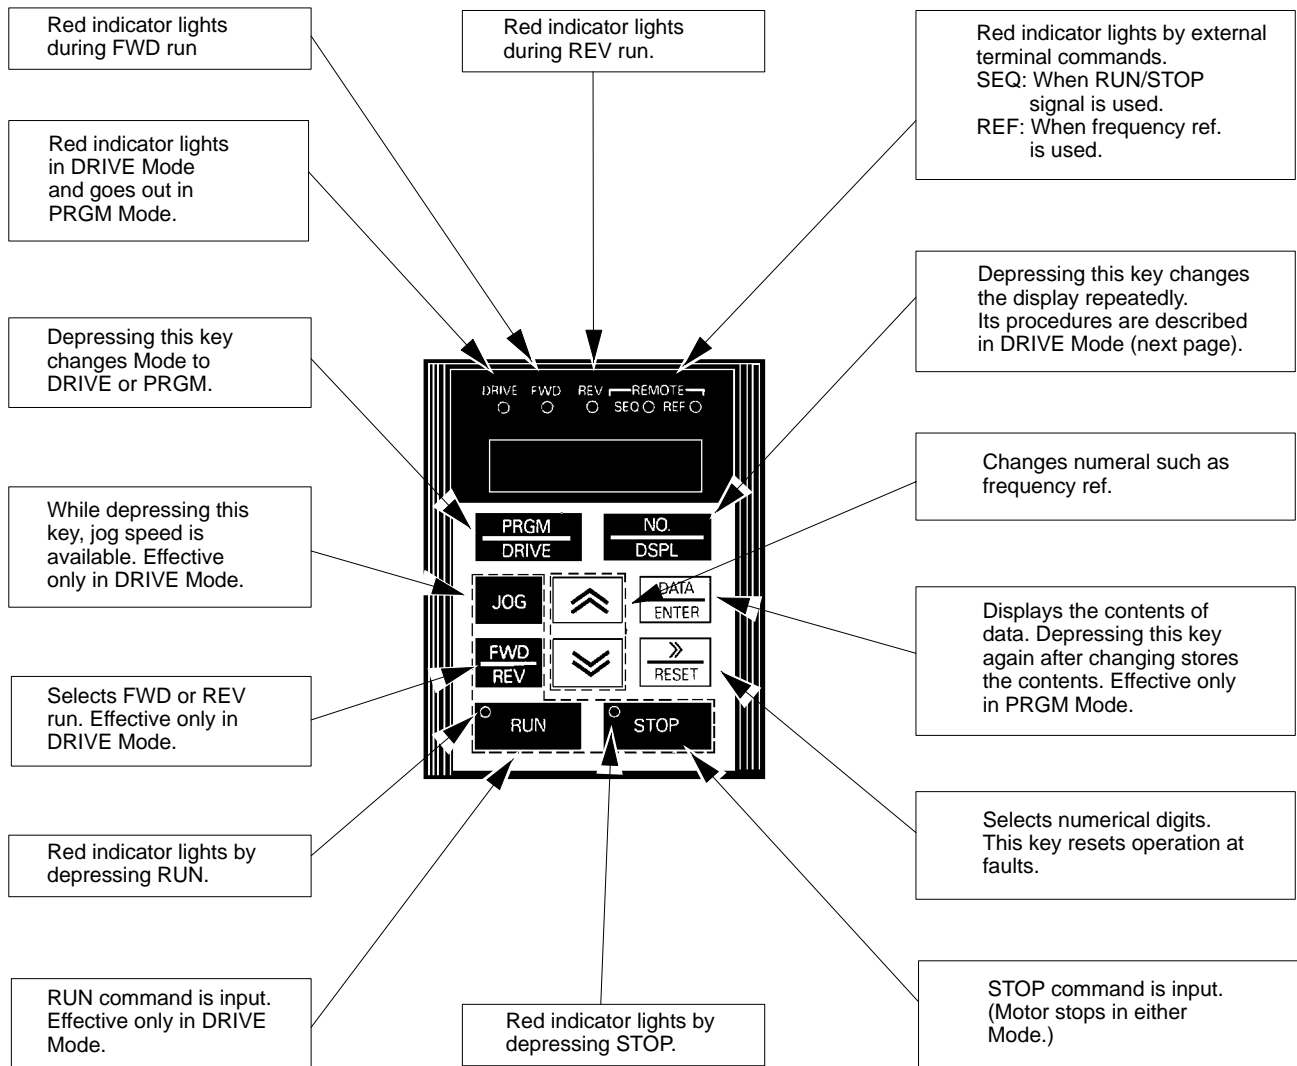 Red indicator lights
during FWD run
Red indicator lights
during REV run.
Red indicator lights by external
terminal commands.
SEQ: When RUN/STOP
signal is used.
REF: When frequency ref.
is used.
Red indicator lights
in DRIVE Mode
and goes out in
PRGM Mode.
Depressing this key changes
the display repeatedly.
Its procedures are described
in DRIVE Mode (next page).
Depressing this key
changes Mode to
DRIVE or PRGM.
DRIVE FWD REV REMOTE
SEQ REF
Changes numeral such as
frequency ref.
While depressing this
key, jog speed is
available. Effective
only in DRIVE Mode.
PRGM
DRIVE
NO.
DSPL
JOG
DATA
ENTER
FWD
REV
RESET
RUN
STOP
Displays the contents of
data. Depressing this key
again after changing stores
the contents. Effective only
in PRGM Mode.
Selects FWD or REV
run. Effective only in
DRIVE Mode.
Selects numerical digits.
This key resets operation at
faults.
Red indicator lights by
depressing RUN.
RUN command is input.
Effective only in DRIVE
Mode.
Red indicator lights by
depressing STOP.
STOP command is input.
(Motor stops in either
Mode.)